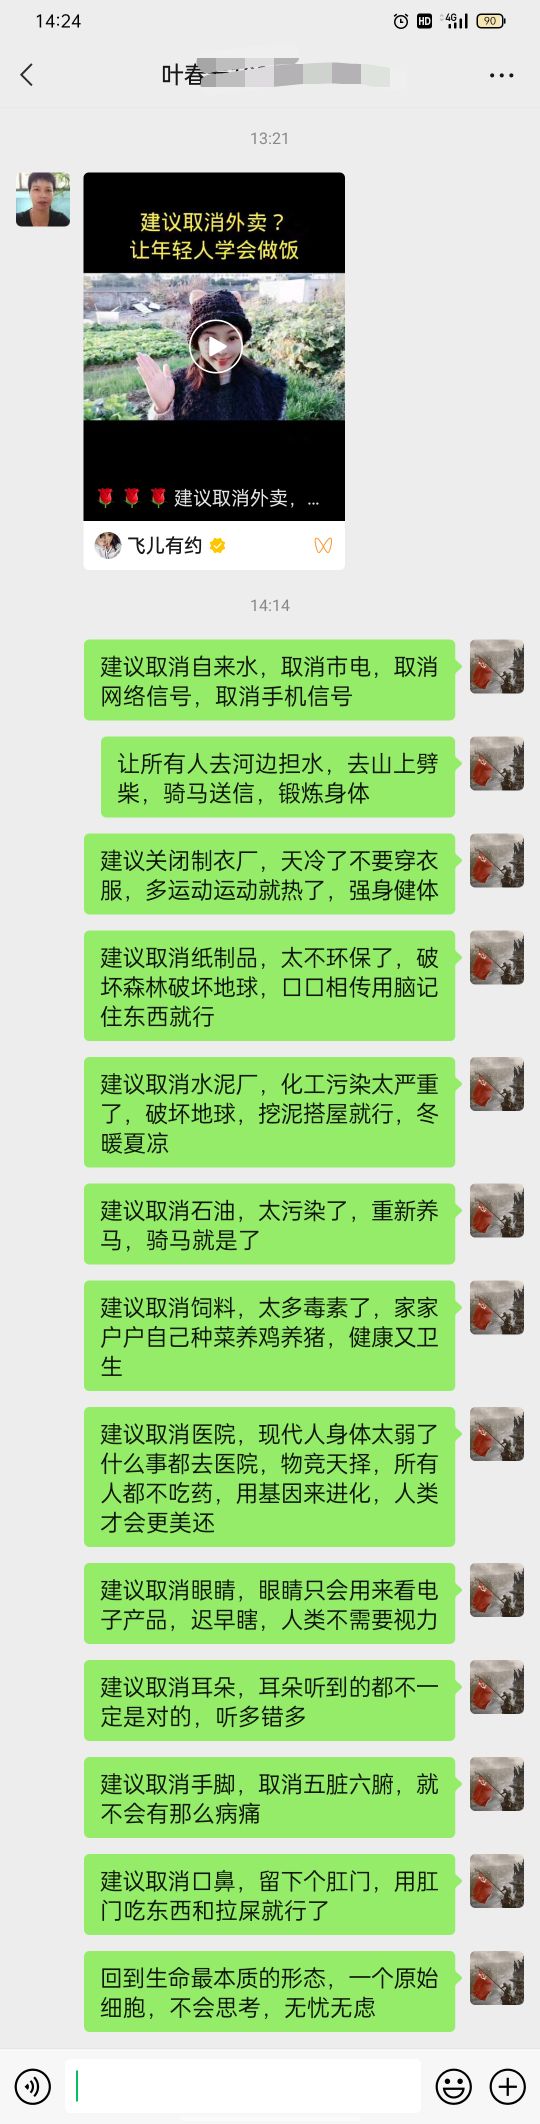 14:24
HD
4G
90
叶春
13:21
建议取消外卖？
让年轻人学会做饭
建议取消外卖，...
飞儿有约
14:14
建议取消自来水，取消市电，取消
网络信号，取消手机信号
让所有人去河边担水，去山上劈
柴，骑马送信，锻炼身体
建议关闭制衣厂，天冷了不要穿衣
服，多运动运动就热了，强身健体
建议取消纸制品，太不环保了，破
坏森林破坏地球，口口相传用脑记
住东西就行
建议取消水泥厂，化工污染太严重
了，破坏地球，挖泥搭屋就行，冬
暖夏凉
建议取消石油，太污染了，重新养
马，骑马就是了
建议取消饲料，太多毒素了，家家
户户自己种菜养鸡养猪，健康又卫
生
建议取消医院，现代人身体太弱了
什么事都去医院，物竞天择，所有
人都不吃药，用基因来进化，人类
才会更美还
建议取消眼睛，眼睛只会用来看电
子产品，迟早瞎，人类不需要视力
建议取消耳朵，耳朵听到的都不一
定是对的，听多错多
建议取消手脚，取消五脏六腑，就
不会有那么病痛
建议取消口鼻，留下个肛门，用肛
门吃东西和拉屎就行了
回到生命最本质的形态，一个原始
细胞，不会思考，无忧无虑